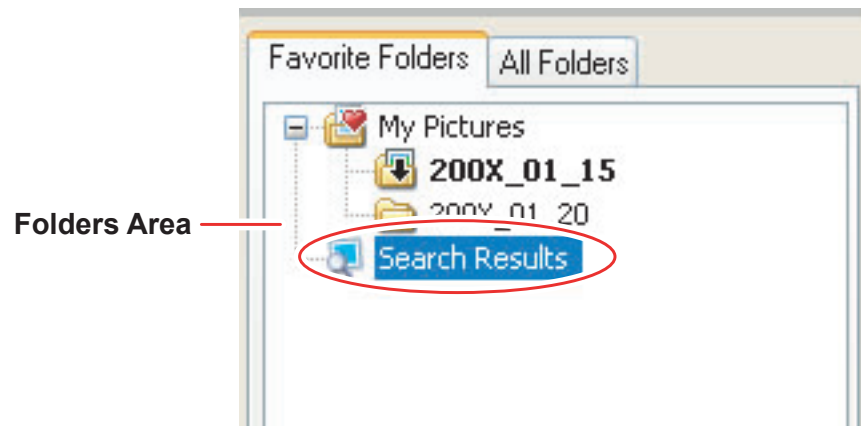 Favorite Folders All Folders
My Pictures
200X_01_15
200X_01_20
Folders Area
Search Results